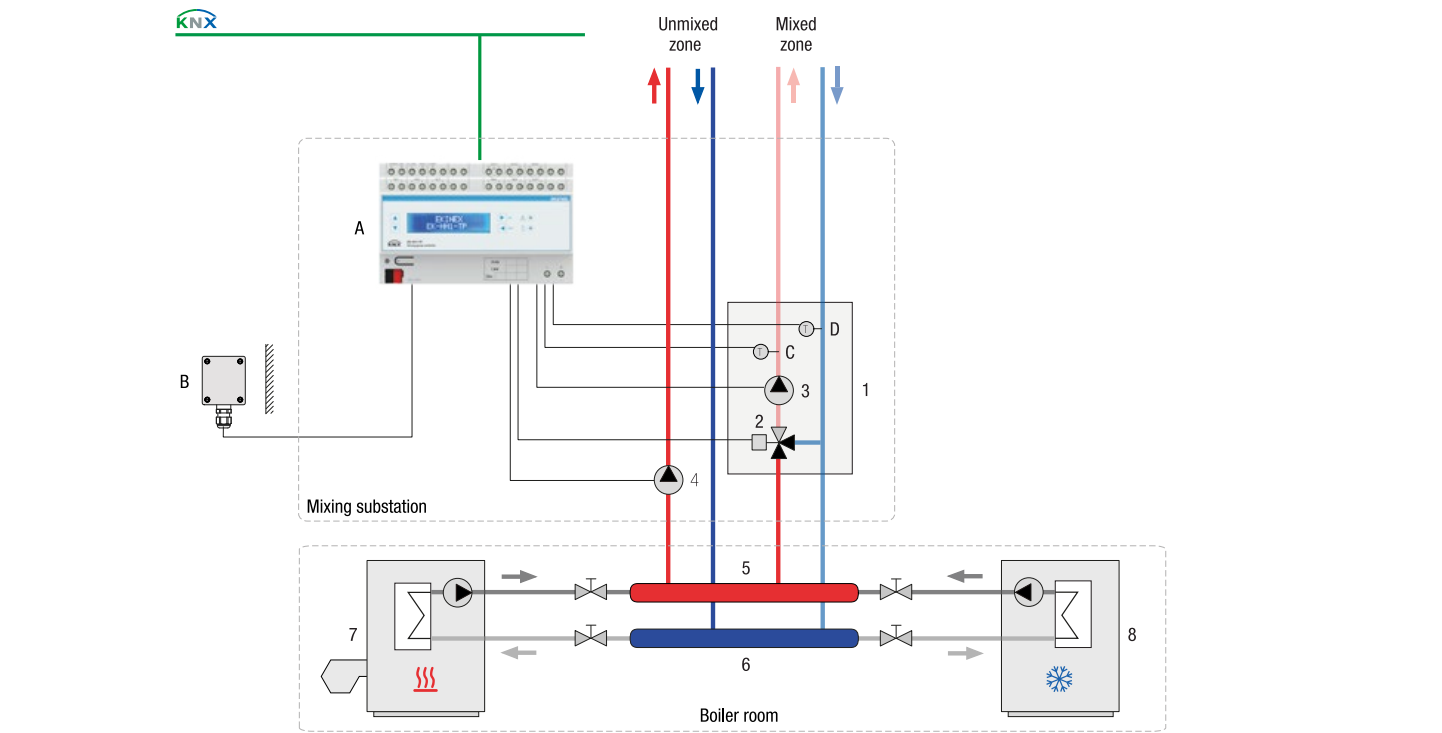 KNX
Unmixed
zone
Mixed
zone
A
EKINEX
EK-HH1-TP
KNX
T
D
T
C
B
3
1
2
4
Mixing substation
5
7
8
6
Boiler room